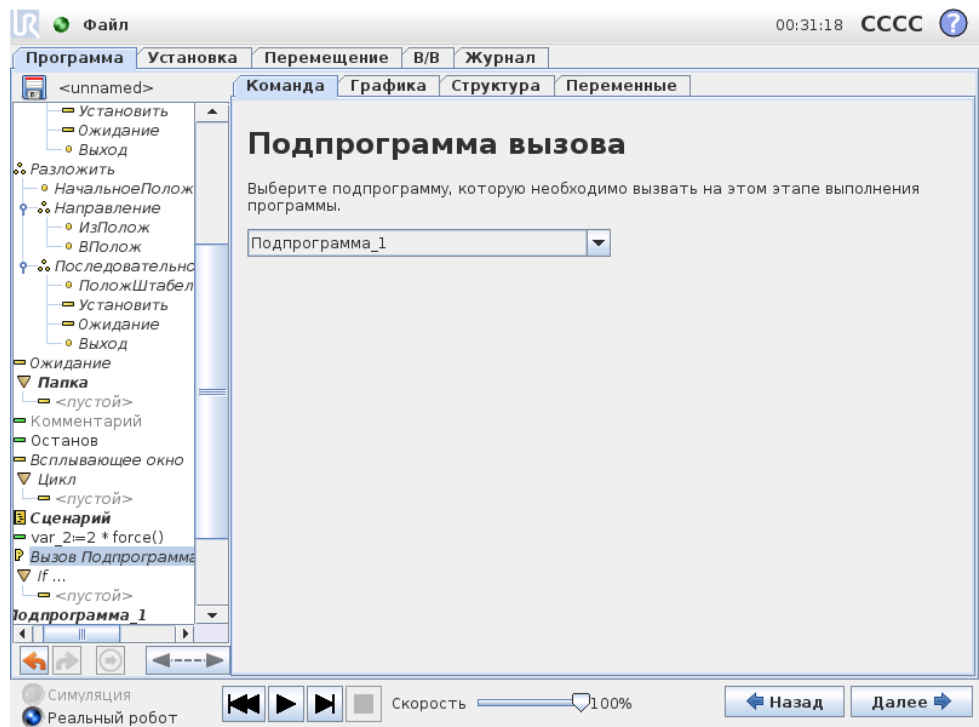 UR Файл 00:31:18 CCCC ?
Программа Установка Перемещение В/В Журнал
<unnamed>
Команда Графика Структура Переменные
Установить
Ожидание
Выход
Разложить
НачальноеПолож
Направление
ИзПолож
ВПолож
Последовательно
ПоложШтабел
Установить
Ожидание
Выход
Ожидание
Папка
<пустой>
Комментарий
Останов
Всплывающее окно
Цикл
<пустой>
Сценарий
var_2:=2 * force()
Вызов Подпрограмма
If ...
<пустой>
Подпрограмма_1
Подпрограмма вызова
Выберите подпрограмму, которую необходимо вызвать на этом этапе выполнения
программы.
Подпрограмма_1
Симуляция
Реальный робот
Скорость 100%
Назад Далее